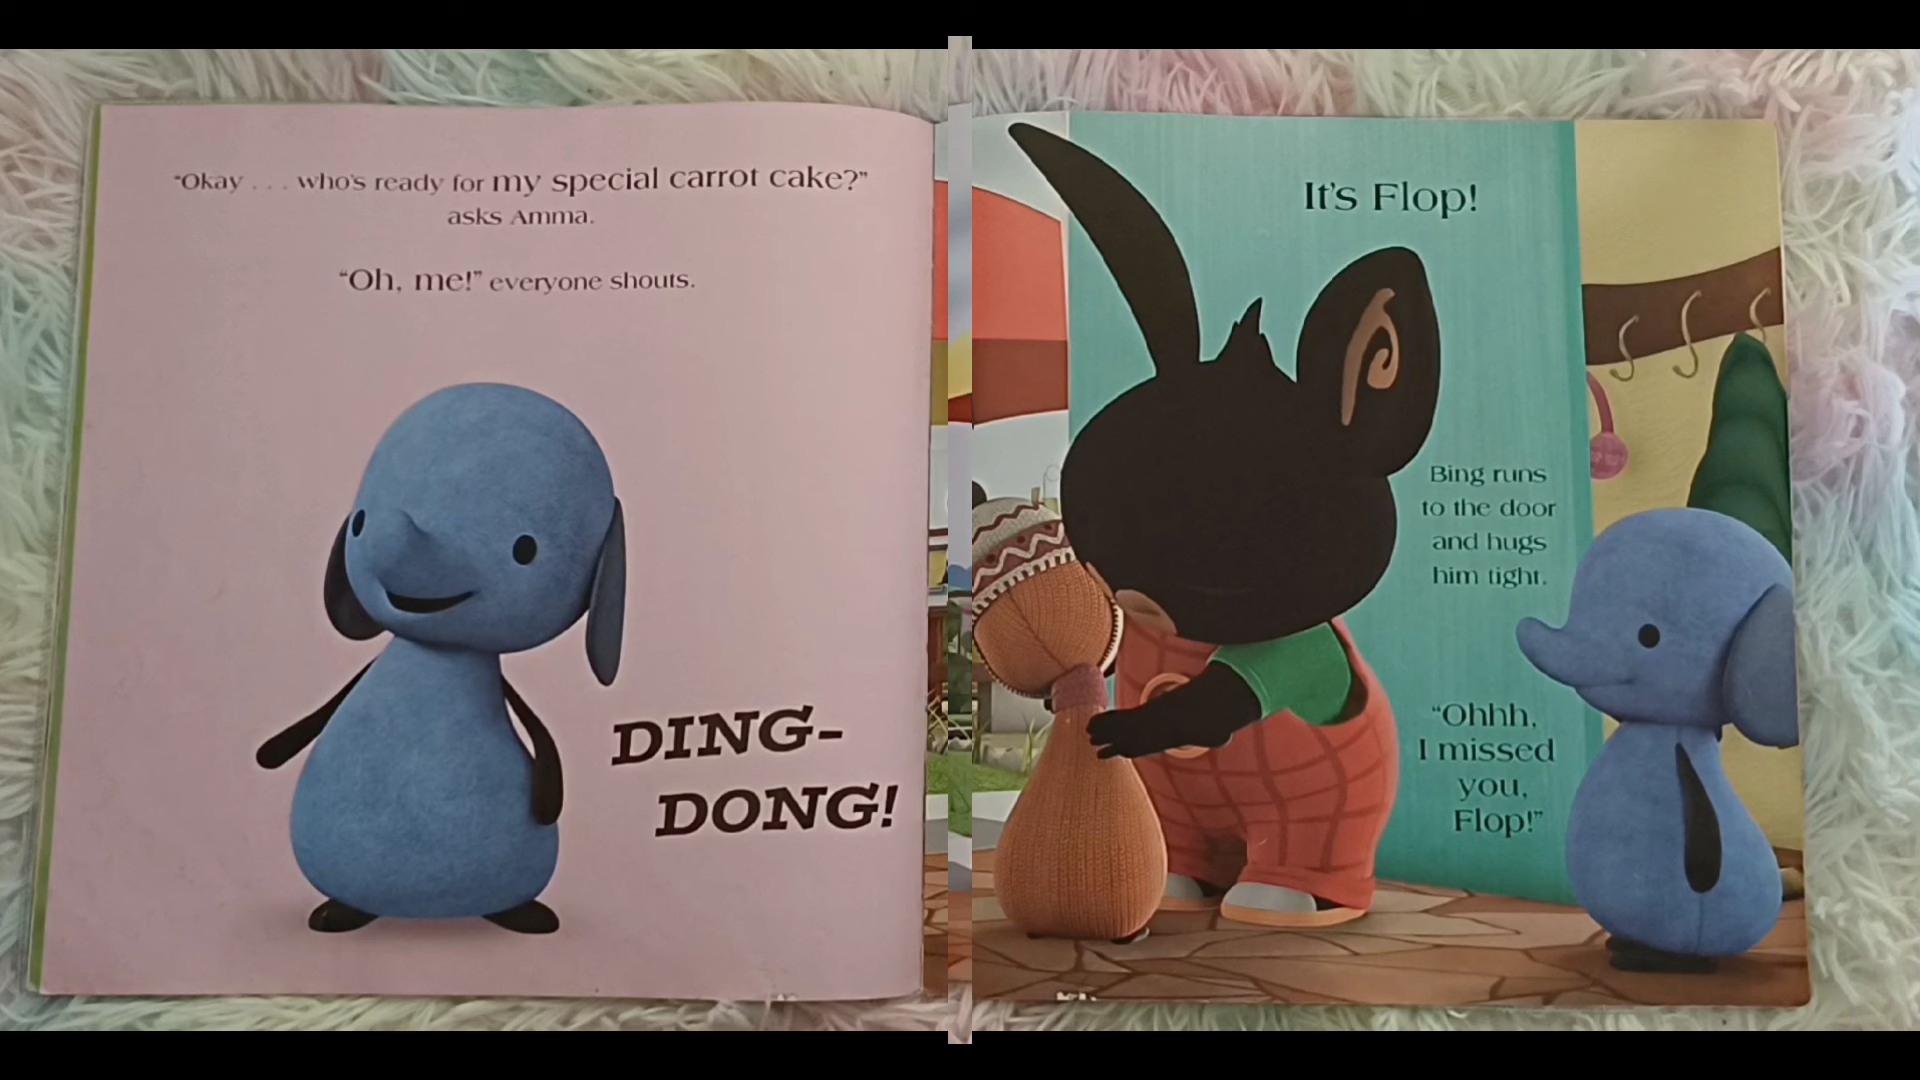 “Okay . . . who's ready for my special carrot cake?”
asks Amma.
“Oh, me!” everyone shouts.
DING-
DONG!
It's Flop!
Bing runs
to the door
and hugs
him tight.
“Ohhh,
I missed
you,
Flop!”